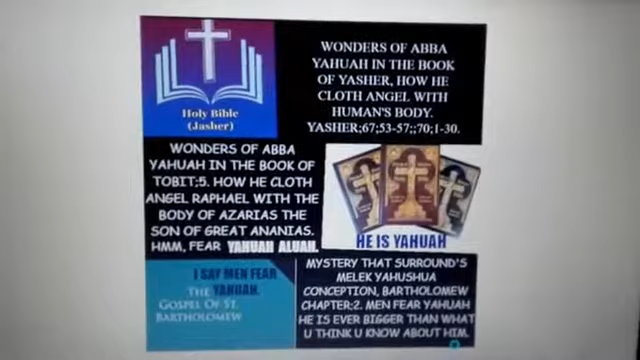 Holy Bible
(Jasher)
WONDERS OF ABBA
YAHUAH IN THE BOOK
OF YASHER, HOW HE
CLOTH ANGEL WITH
HUMAN'S BODY.
YASHER;67;53-57;;70;1-30.
WONDERS OF ABBA
YAHUAH IN THE BOOK OF
TOBIT;5. HOW HE CLOTH
ANGEL RAPHAEL WITH THE
BODY OF AZARIAS THE
SON OF GREAT ANANIAS.
HMM, FEAR YAHUAH ALUAH.
HE IS YAHUAH
I SAY MEN FEAR
YAHUAH.
THE
GOSPEL OF ST.
BARTHOLOMEW
MYSTERY THAT SURROUND'S
MELEK YAHUSHUA
CONCEPTION, BARTHOLOMEW
CHAPTER;2. MEN FEAR YAHUAH
HE IS EVER BIGGER THAN WHAT
U THINK U KNOW ABOUT HIM.